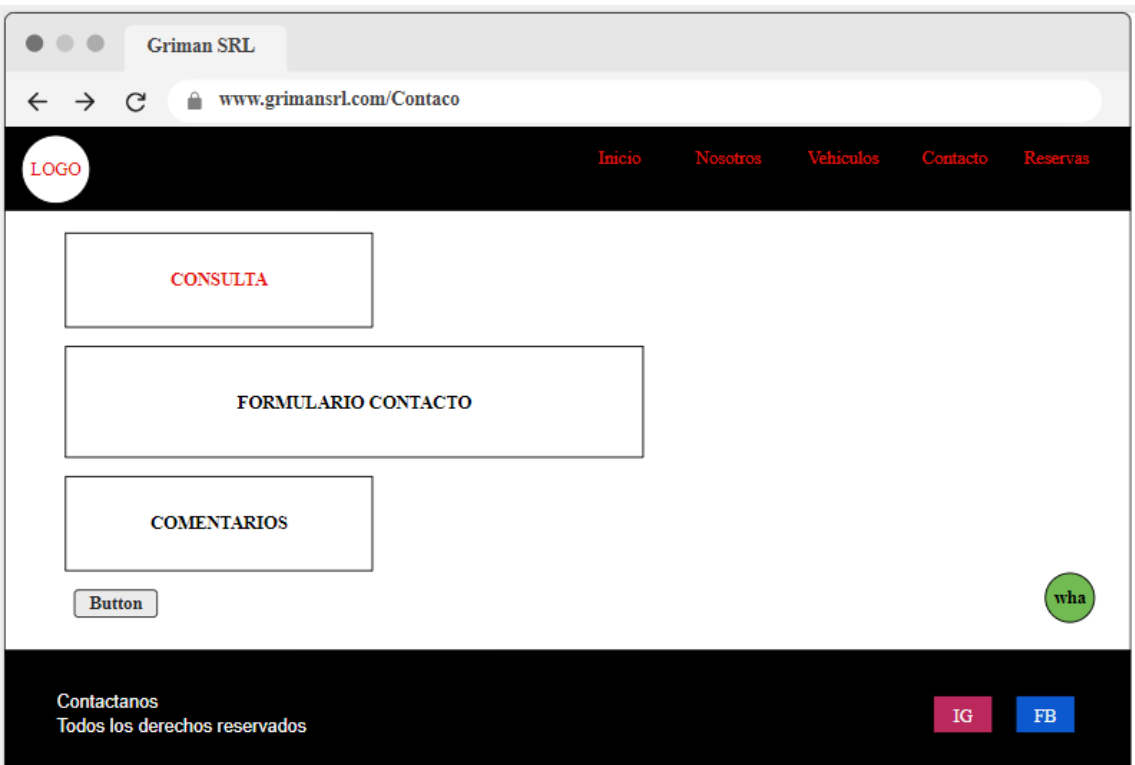 Griman SRL
www.grimansrl.com/Contaco
LOGO
Inicio Nosotros Vehiculos Contacto Reservas
CONSULTA
FORMULARIO CONTACTO
COMENTARIOS
Button
wha
Contactanos
Todos los derechos reservados
IG FB